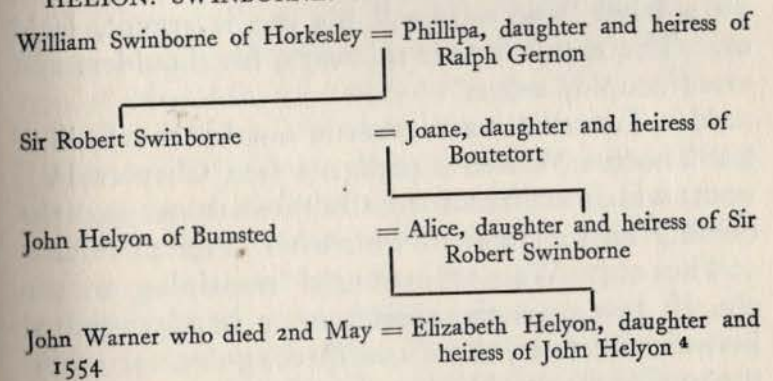 William Swinborne of Horkesley = Phillipa, daughter and heiress of
Ralph Gernon
Sir Robert Swinborne = Joane, daughter and heiress of
Boutetort
John Helyon of Bumsted = Alice, daughter and heiress of Sir
Robert Swinborne
John Warner who died 2nd May = Elizabeth Helyon, daughter and
1554 heiress of John Helyon 4